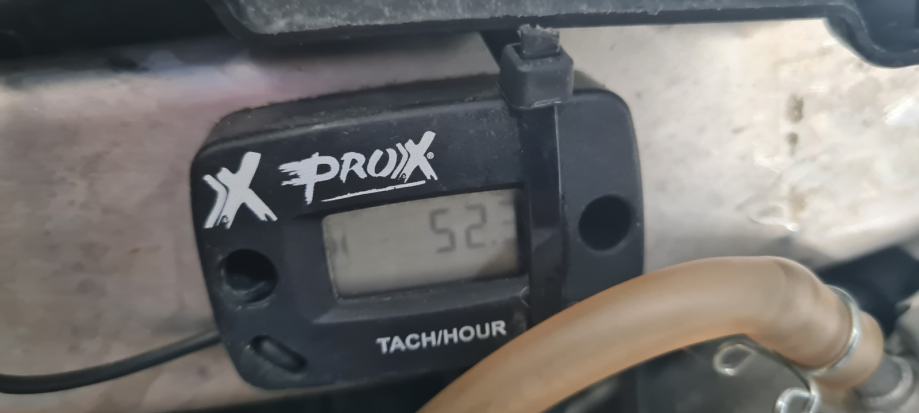 X PROX
52.
TACH/HOUR